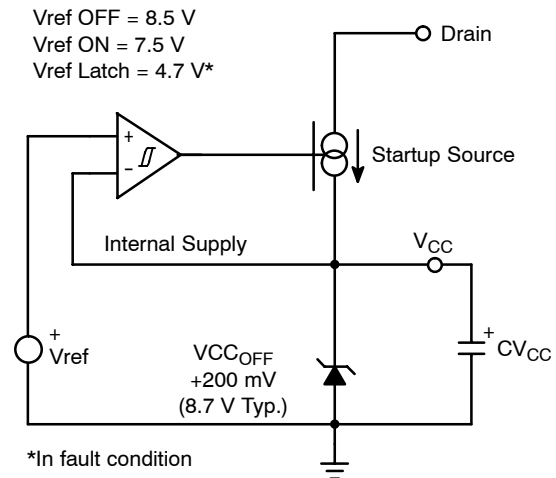 Vref OFF = 8.5 V
Vref ON = 7.5 V
Vref Latch = 4.7 V*
Drain
+
−
Startup Source
Internal Supply
VCC
+
Vref
VCCOFF
+200 mV
(8.7 V Typ.)
+
CVCC
*In fault condition